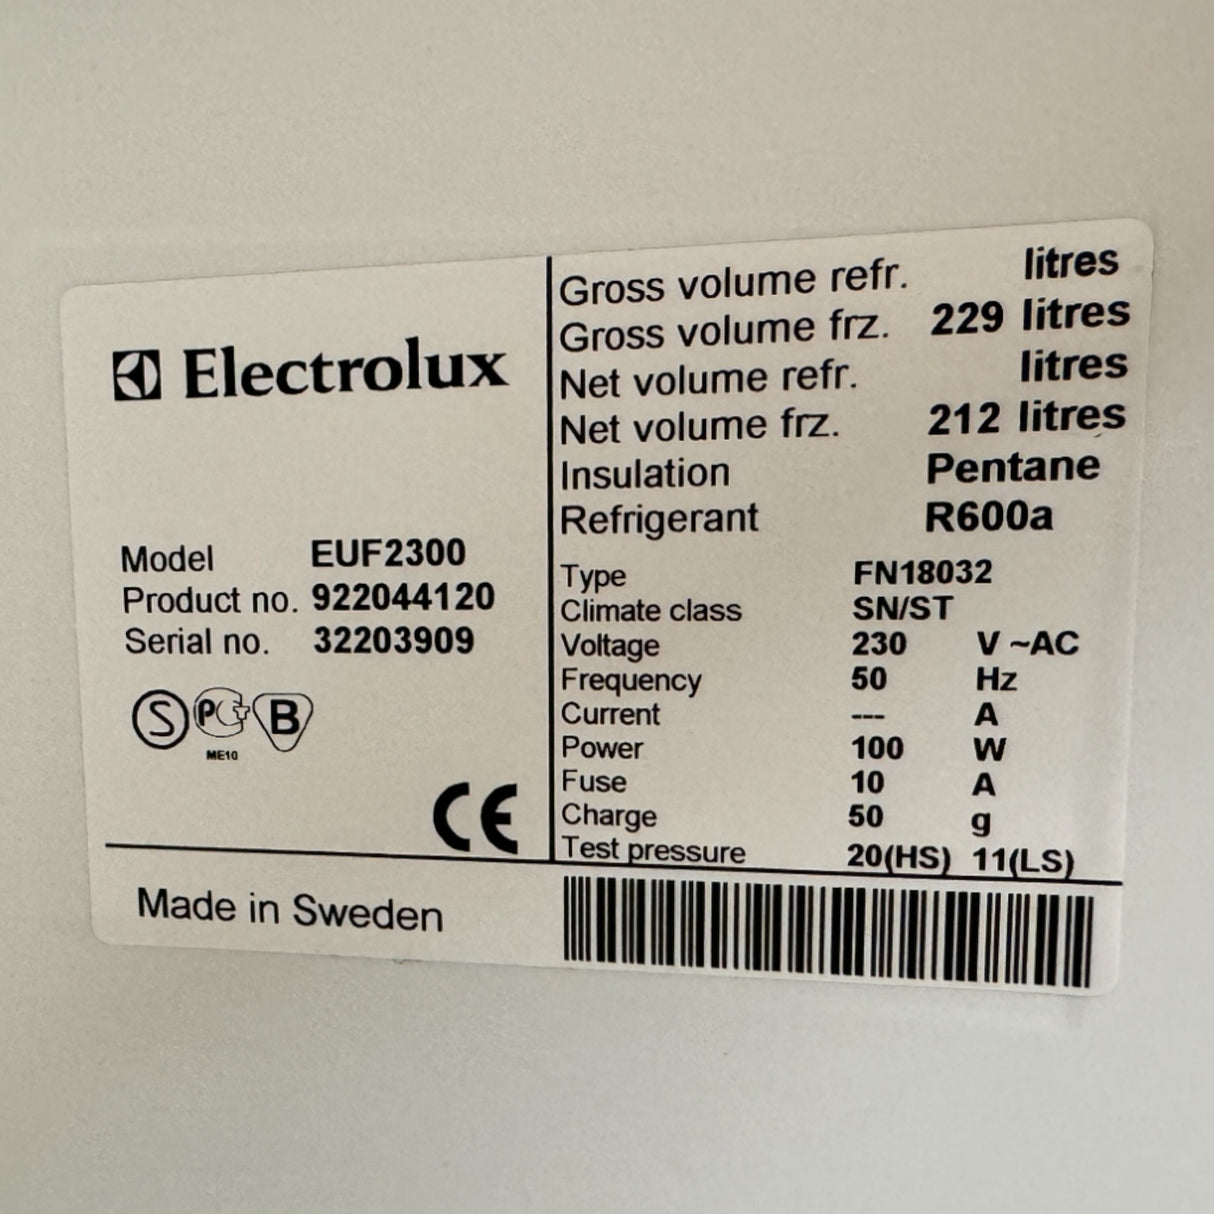 Electrolux
Model EUF2300
Product no. 922044120
Serial no. 32203909
S PCT B
ME10
CE
Made in Sweden
Gross volume refr. litres
Gross volume frz. 229 litres
Net volume refr. litres
Net volume frz. 212 litres
Insulation Pentane
Refrigerant R600a
Type FN18032
Climate class SN/ST
Voltage 230 V ~AC
Frequency 50 Hz
Current --- A
Power 100 W
Fuse 10 A
Charge 50 g
Test pressure 20(HS) 11(LS)